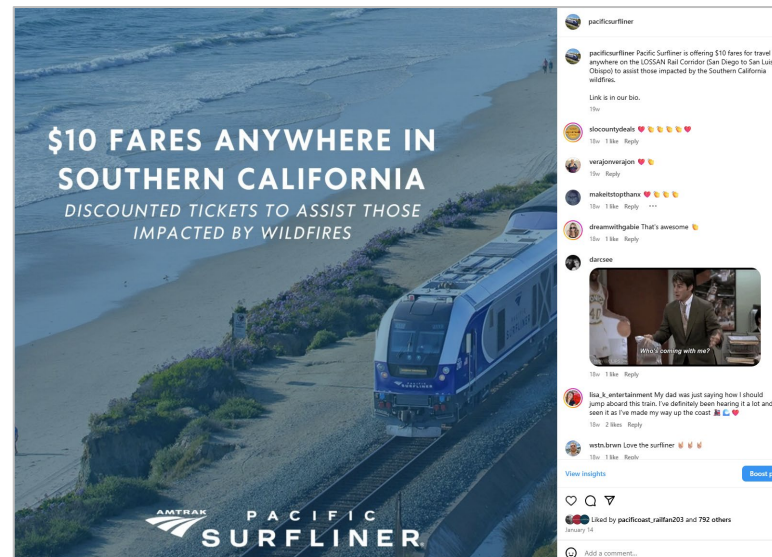 $10 FARES ANYWHERE IN
SOUTHERN CALIFORNIA
DISCOUNTED TICKETS TO ASSIST THOSE
IMPACTED BY WILDFIRES
AMTRAK
PACIFIC
SURFLINER
pacificsurfliner
pacificsurfliner Pacific Surfliner is offering $10 fares for travel
anywhere on the LOSSAN Rail Corridor (San Diego to San Luis
Obispo) to assist those impacted by the Southern California
wildfires.
Link is in our bio.
19w
slocountydeals
18w 1 like Reply
verajonverajon
19w Reply
makeitstopthanx
18w 1 like Reply
dreamwithgabie That's awesome
18w 1 like Reply
darcsee
Who's coming with me?
18w 1 like Reply
lisa_k_entertainment My dad was just saying how I should
jump aboard this train. I've definitely been hearing it a lot and
seen it as I've made my way up the coast
18w 2 likes Reply
wstn.brwn Love the surfliner
18w 1 like Reply
View insights
Boost p
Liked by pacificoast_railfan203 and 792 others
January 14
Add a comment...